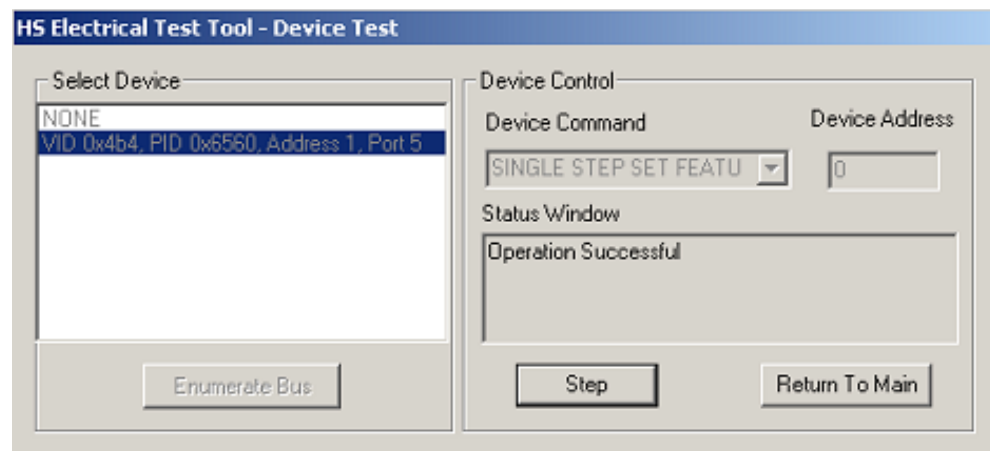 HS Electrical Test Tool - Device Test
Select Device
NONE
VID 0x4b4, PID 0x6560, Address 1, Port 5
Enumerate Bus
Device Control
Device Command
Device Address
SINGLE STEP SET FEATU
0
Status Window
Operation Successful
Step
Return To Main